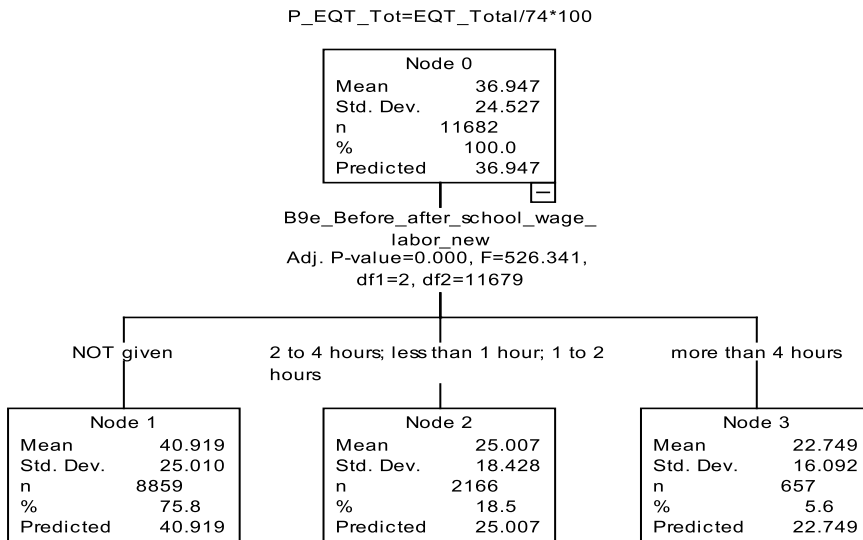 P_EQT_Tot=EQT_Total/74*100
Node 0
Mean 36.947
Std. Dev. 24.527
n 11682
% 100.0
Predicted 36.947
B9e_Before_after_school_wage_
labor_new
Adj. P-value=0.000, F=526.341,
df1=2, df2=11679
NOT given
2 to 4 hours; less than 1 hour; 1 to 2
hours
more than 4 hours
Node 1
Mean 40.919
Std. Dev. 25.010
n 8859
% 75.8
Predicted 40.919
Node 2
Mean 25.007
Std. Dev. 18.428
n 2166
% 18.5
Predicted 25.007
Node 3
Mean 22.749
Std. Dev. 16.092
n 657
% 5.6
Predicted 22.749